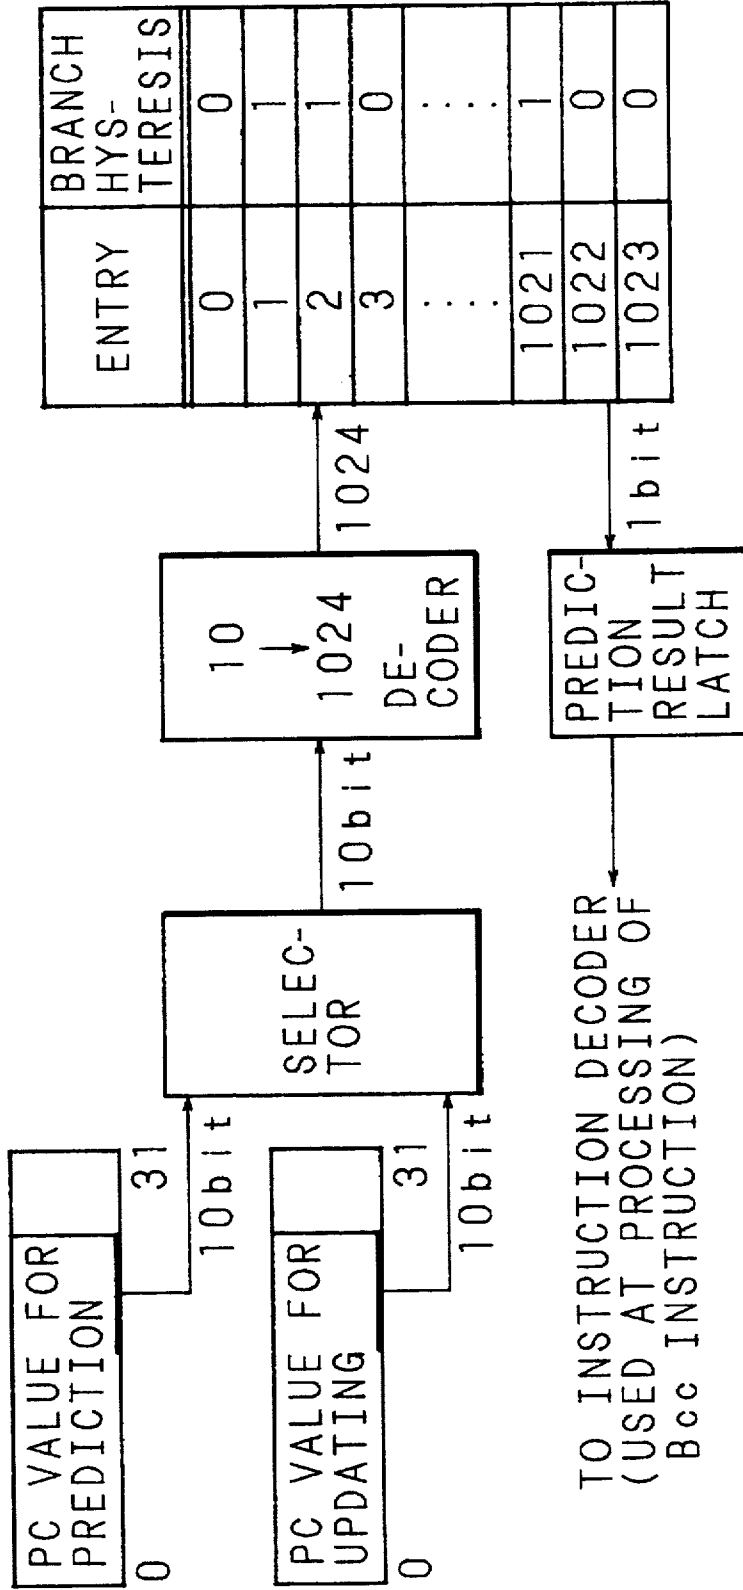 PC VALUE FOR
PREDICTION
0
31
10bit
PC VALUE FOR
UPDATING
0
31
10bit
SELEC-
TOR
10bit
10
1024
DE-
CODER
1024
ENTRY
BRANCH
HYS-
TERESIS
0 0
1 1
2 1
3 0
.... ....
1021 1
1022 0
1023 0
1bit
PREDIC-
TION
RESULT
LATCH
TO INSTRUCTION DECODER
(USED AT PROCESSING OF
Bcc INSTRUCTION)